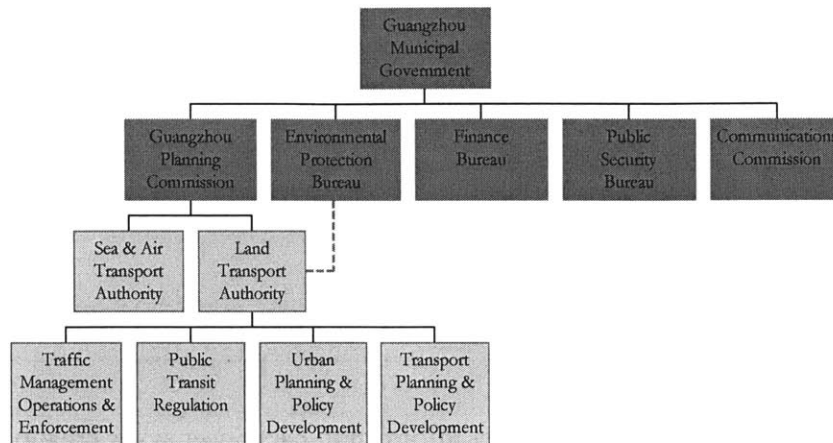 Guangzhou
Municipal
Government
Guangzhou
Planning
Commission
Environmental
Protection
Bureau
Finance
Bureau
Public
Security
Bureau
Communications
Commission
Sea & Air
Transport
Authority
Land
Transport
Authority
Traffic
Management
Operations &
Enforcement
Public
Transit
Regulation
Urban
Planning &
Policy
Development
Transport
Planning &
Policy
Development